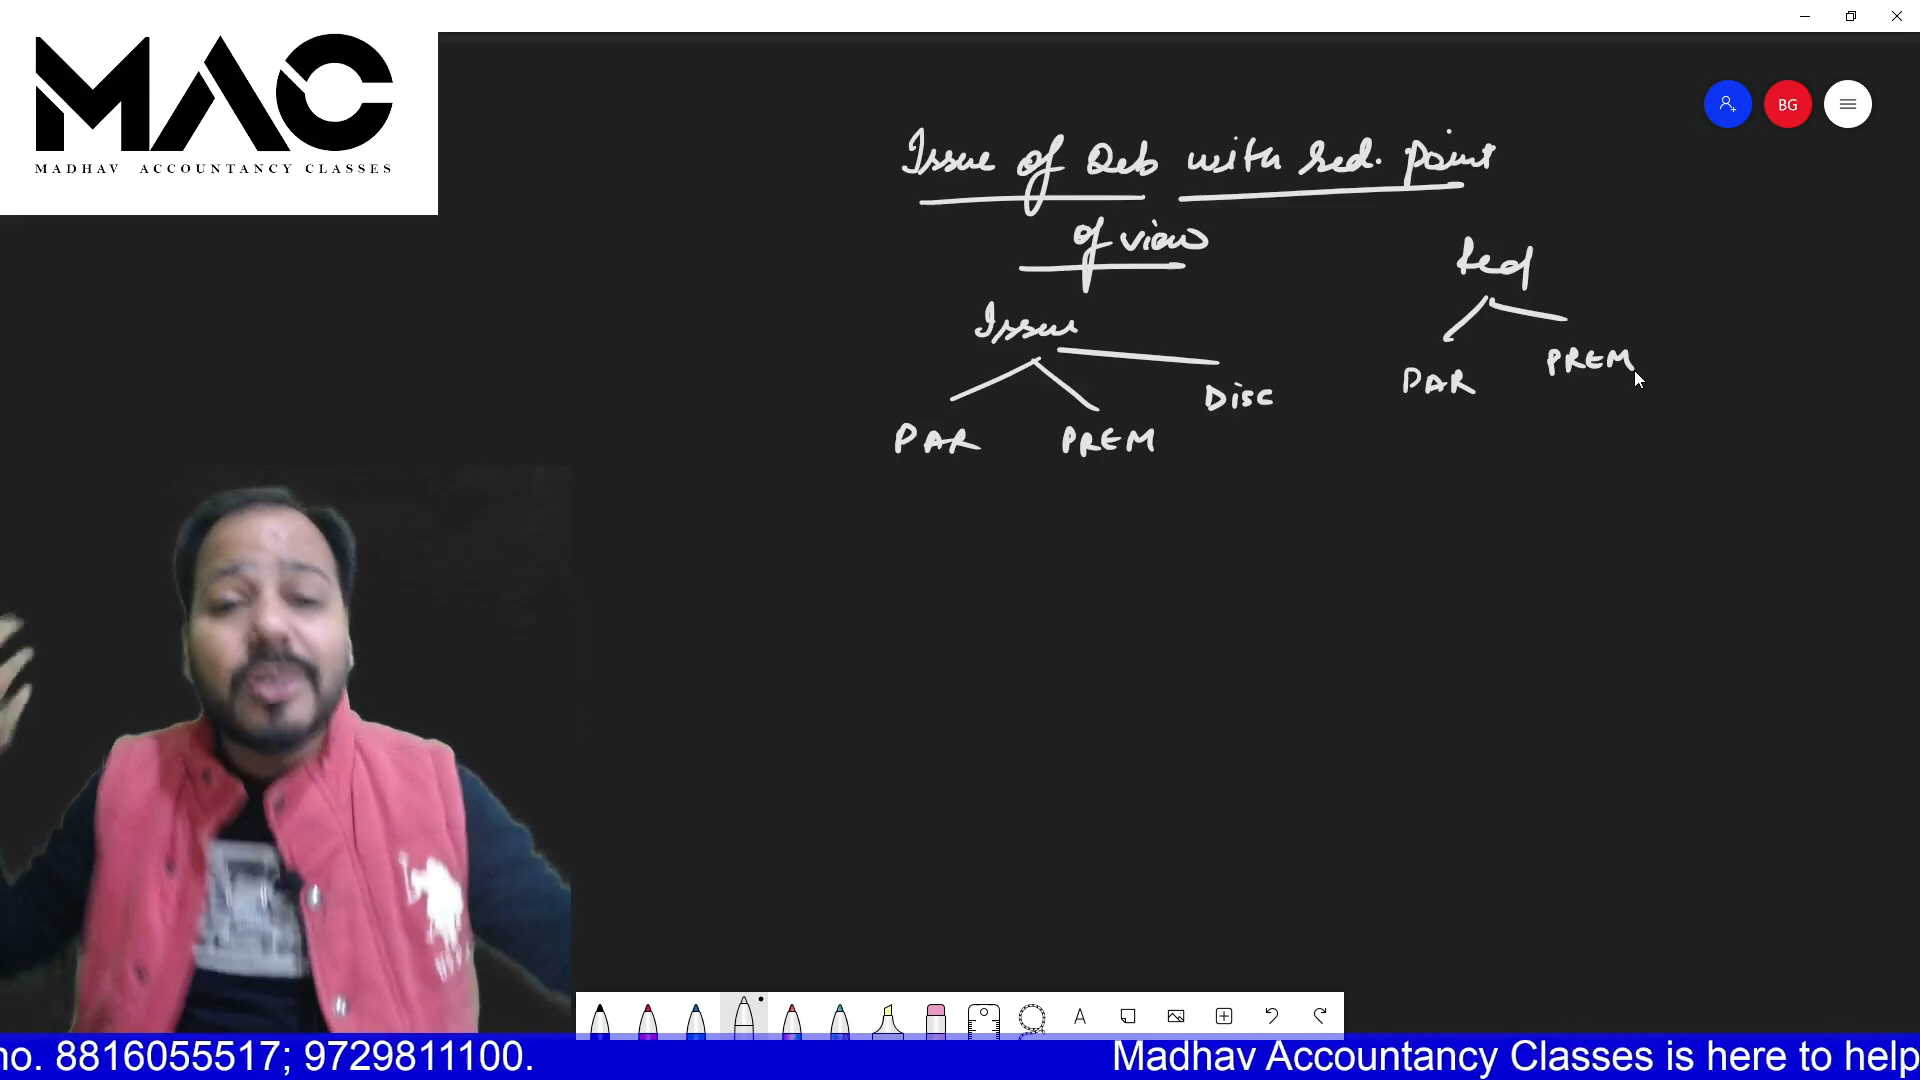 MAC
MADHAV ACCOUNTANCY CLASSES
BG
Issue of Deb with Red. point
of view
Issue
PAR PREM Disc
Red
PAR PREM
A
no. 8816055517; 9729811100. Madhav Accountancy Classes is here to help